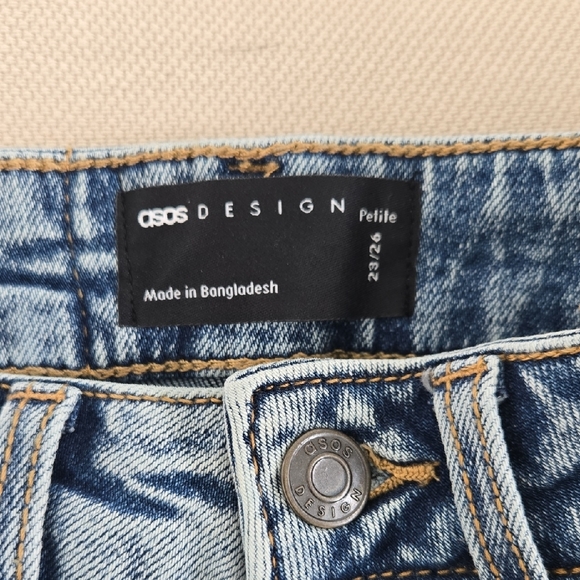 asos DESIGN Petite
23/26
Made in Bangladesh
asos
DESIGN